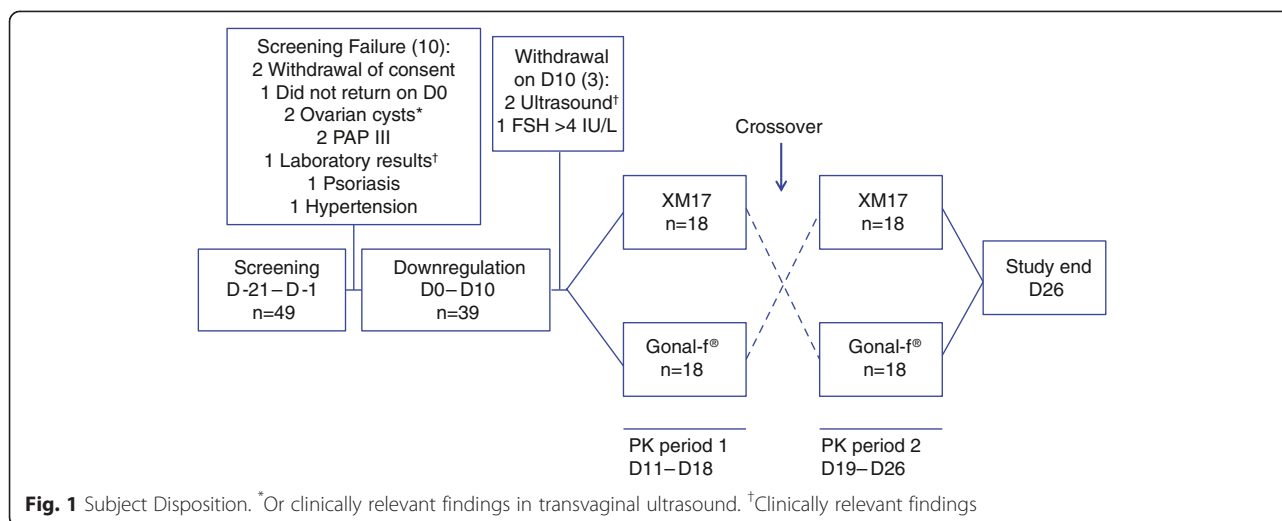 Screening Failure (10):
2 Withdrawal of consent
1 Did not return on D0
2 Ovarian cysts*
2 PAP III
1 Laboratory results†
1 Psoriasis
1 Hypertension
Withdrawal
on D10 (3):
2 Ultrasound†
1 FSH >4 IU/L
Crossover
Screening
D-21–D-1
n=49
Downregulation
D0–D10
n=39
XM17
n=18
Gonal-f®
n=18
XM17
n=18
Gonal-f®
n=18
Study end
D26
PK period 1
D11–D18
PK period 2
D19–D26
Fig. 1 Subject Disposition. *Or clinically relevant findings in transvaginal ultrasound. †Clinically relevant findings